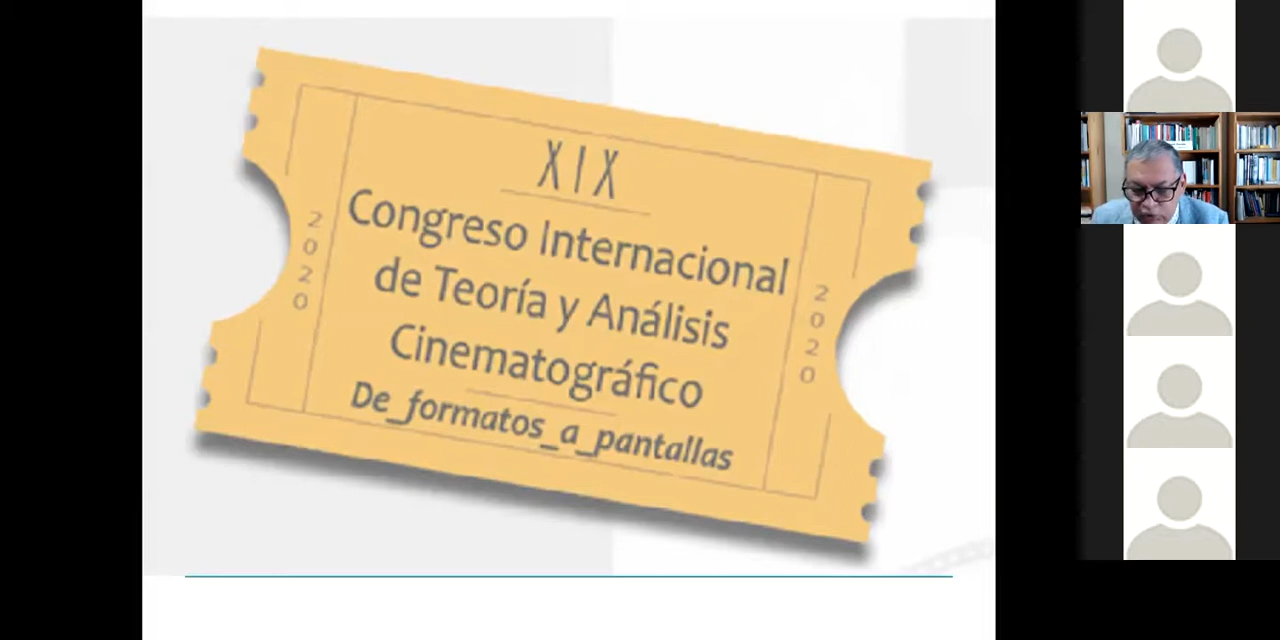 XIX
Congreso Internacional
de Teoría y Análisis
Cinematográfico
De_formatos_a_pantallas
2020
2020